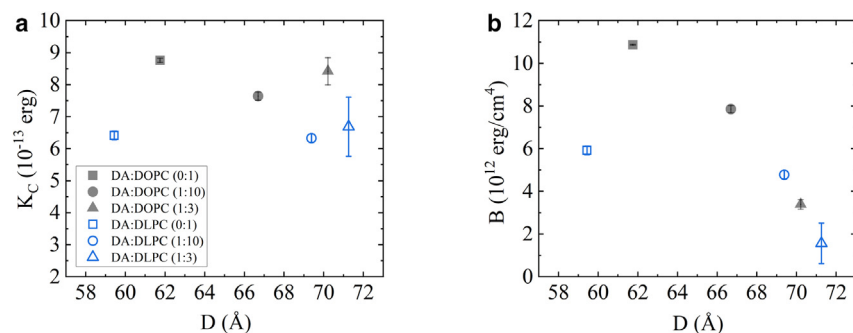 a
10
9
8
7
6
5
4
3
2
K_C (10^-13 erg)
DA:DOPC (0:1)
DA:DOPC (1:10)
DA:DOPC (1:3)
DA:DLPC (0:1)
DA:DLPC (1:10)
DA:DLPC (1:3)
58 60 62 64 66 68 70 72
D (Å)
b
12
10
8
6
4
2
0
B (10^12 erg/cm^4)
58 60 62 64 66 68 70 72
D (Å)